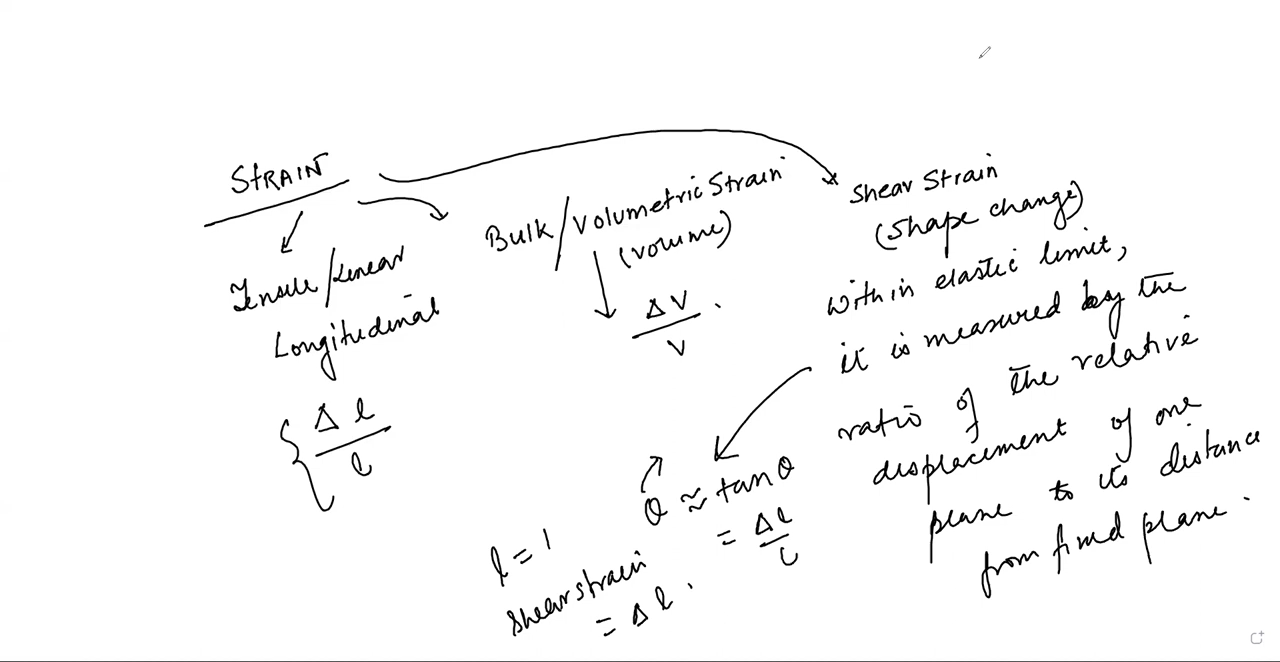 STRAIN
Tensile/Linear
Longitudinal
Δl
l
Bulk/Volumetric Strain
(volume)
ΔV
V
Shear Strain
(Shape change)
within elastic limit,
it is measured by the
ratio of the relative
displacement of one
plane to its distance
from fixed plane.
θ ≈ tan θ
= Δl
l
l = 1
Shear strain
= Δl.